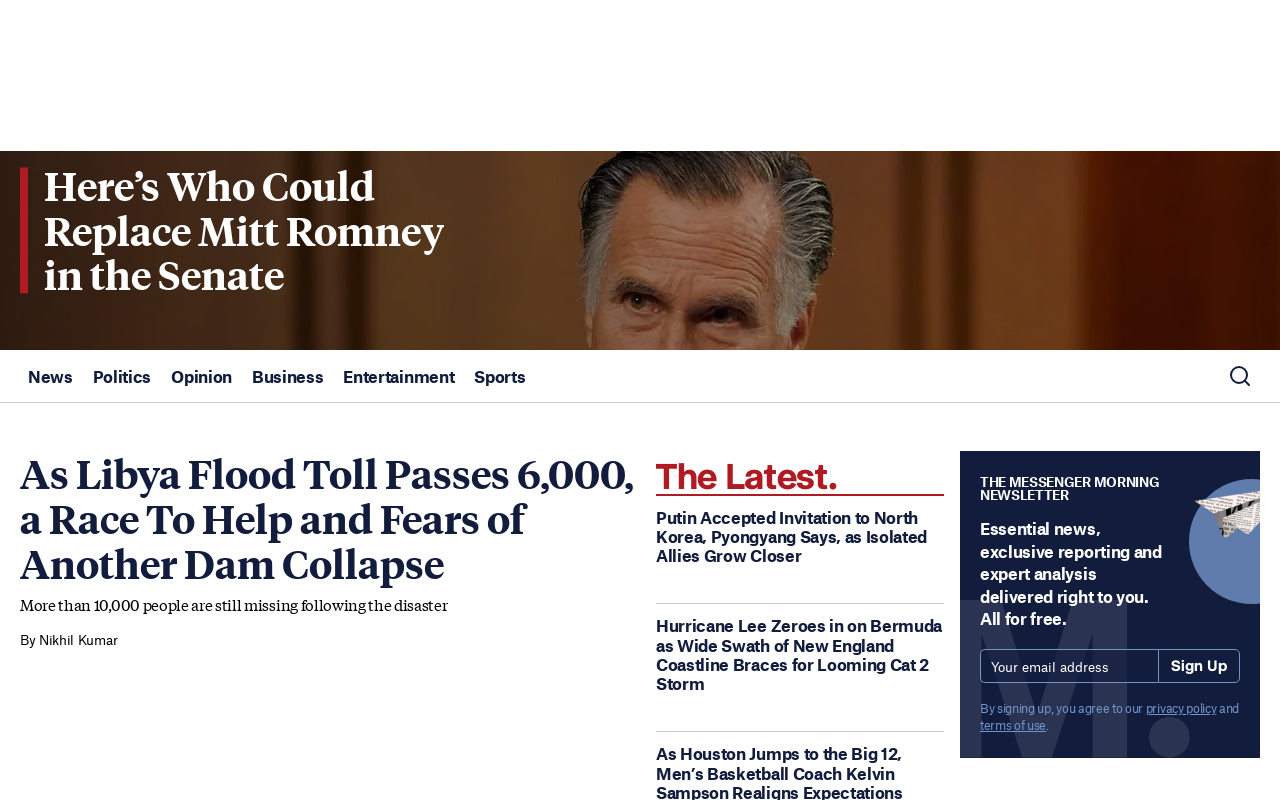 Here’s Who Could
Replace Mitt Romney
in the Senate
News Politics Opinion Business Entertainment Sports
As Libya Flood Toll Passes 6,000,
a Race To Help and Fears of
Another Dam Collapse
More than 10,000 people are still missing following the disaster
By Nikhil Kumar
The Latest.
Putin Accepted Invitation to North
Korea, Pyongyang Says, as Isolated
Allies Grow Closer
Hurricane Lee Zeroes in on Bermuda
as Wide Swath of New England
Coastline Braces for Looming Cat 2
Storm
As Houston Jumps to the Big 12,
Men’s Basketball Coach Kelvin
Sampson Realigns Expectations
THE MESSENGER MORNING
NEWSLETTER
Essential news,
exclusive reporting and
expert analysis
delivered right to you.
All for free.
Your email address Sign Up
By signing up, you agree to our privacy policy and
terms of use.
M.